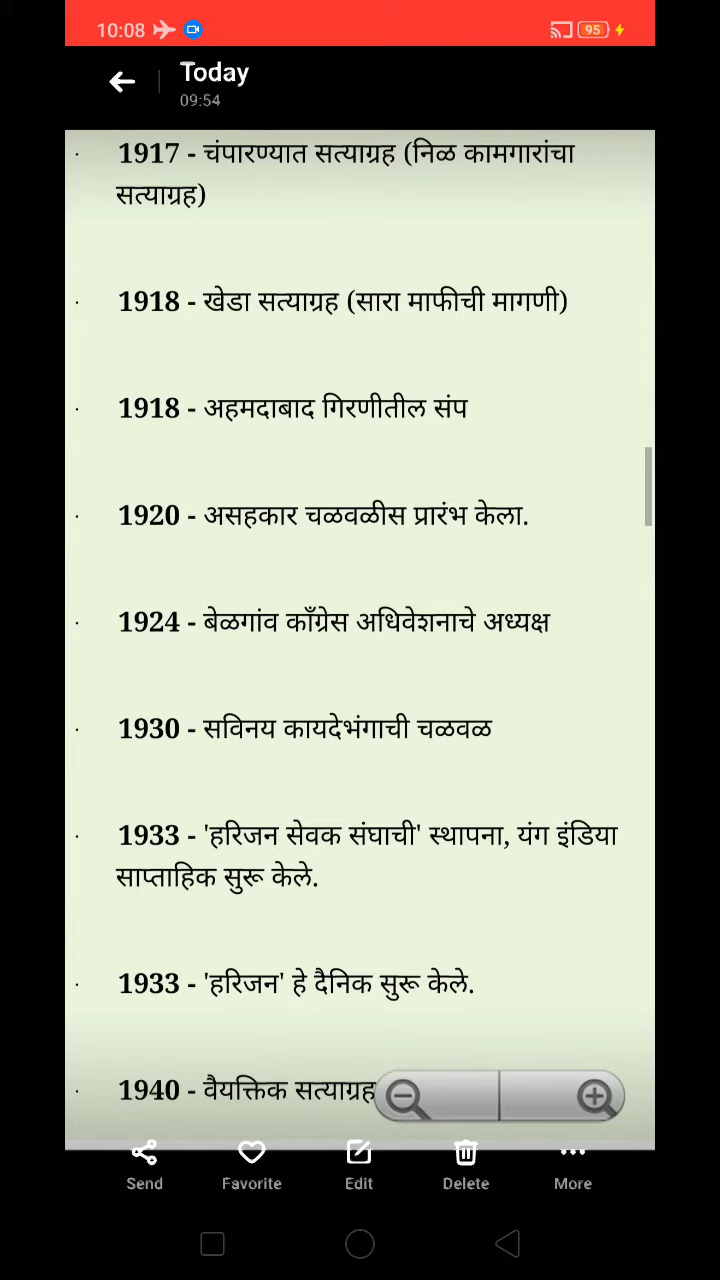 10:08
95
Today
09:54
· 1917 - चंपारण्यात सत्याग्रह (निळ कामगारांचा
सत्याग्रह)
· 1918 - खेडा सत्याग्रह (सारा माफीची मागणी)
· 1918 - अहमदाबाद गिरणीतील संप
· 1920 - असहकार चळवळीस प्रारंभ केला.
· 1924 - बेळगांव काँग्रेस अधिवेशनाचे अध्यक्ष
· 1930 - सविनय कायदेभंगाची चळवळ
· 1933 - 'हरिजन सेवक संघाची' स्थापना, यंग इंडिया
साप्ताहिक सुरू केले.
· 1933 - 'हरिजन' हे दैनिक सुरू केले.
· 1940 - वैयक्तिक सत्याग्रह
Send Favorite Edit Delete More